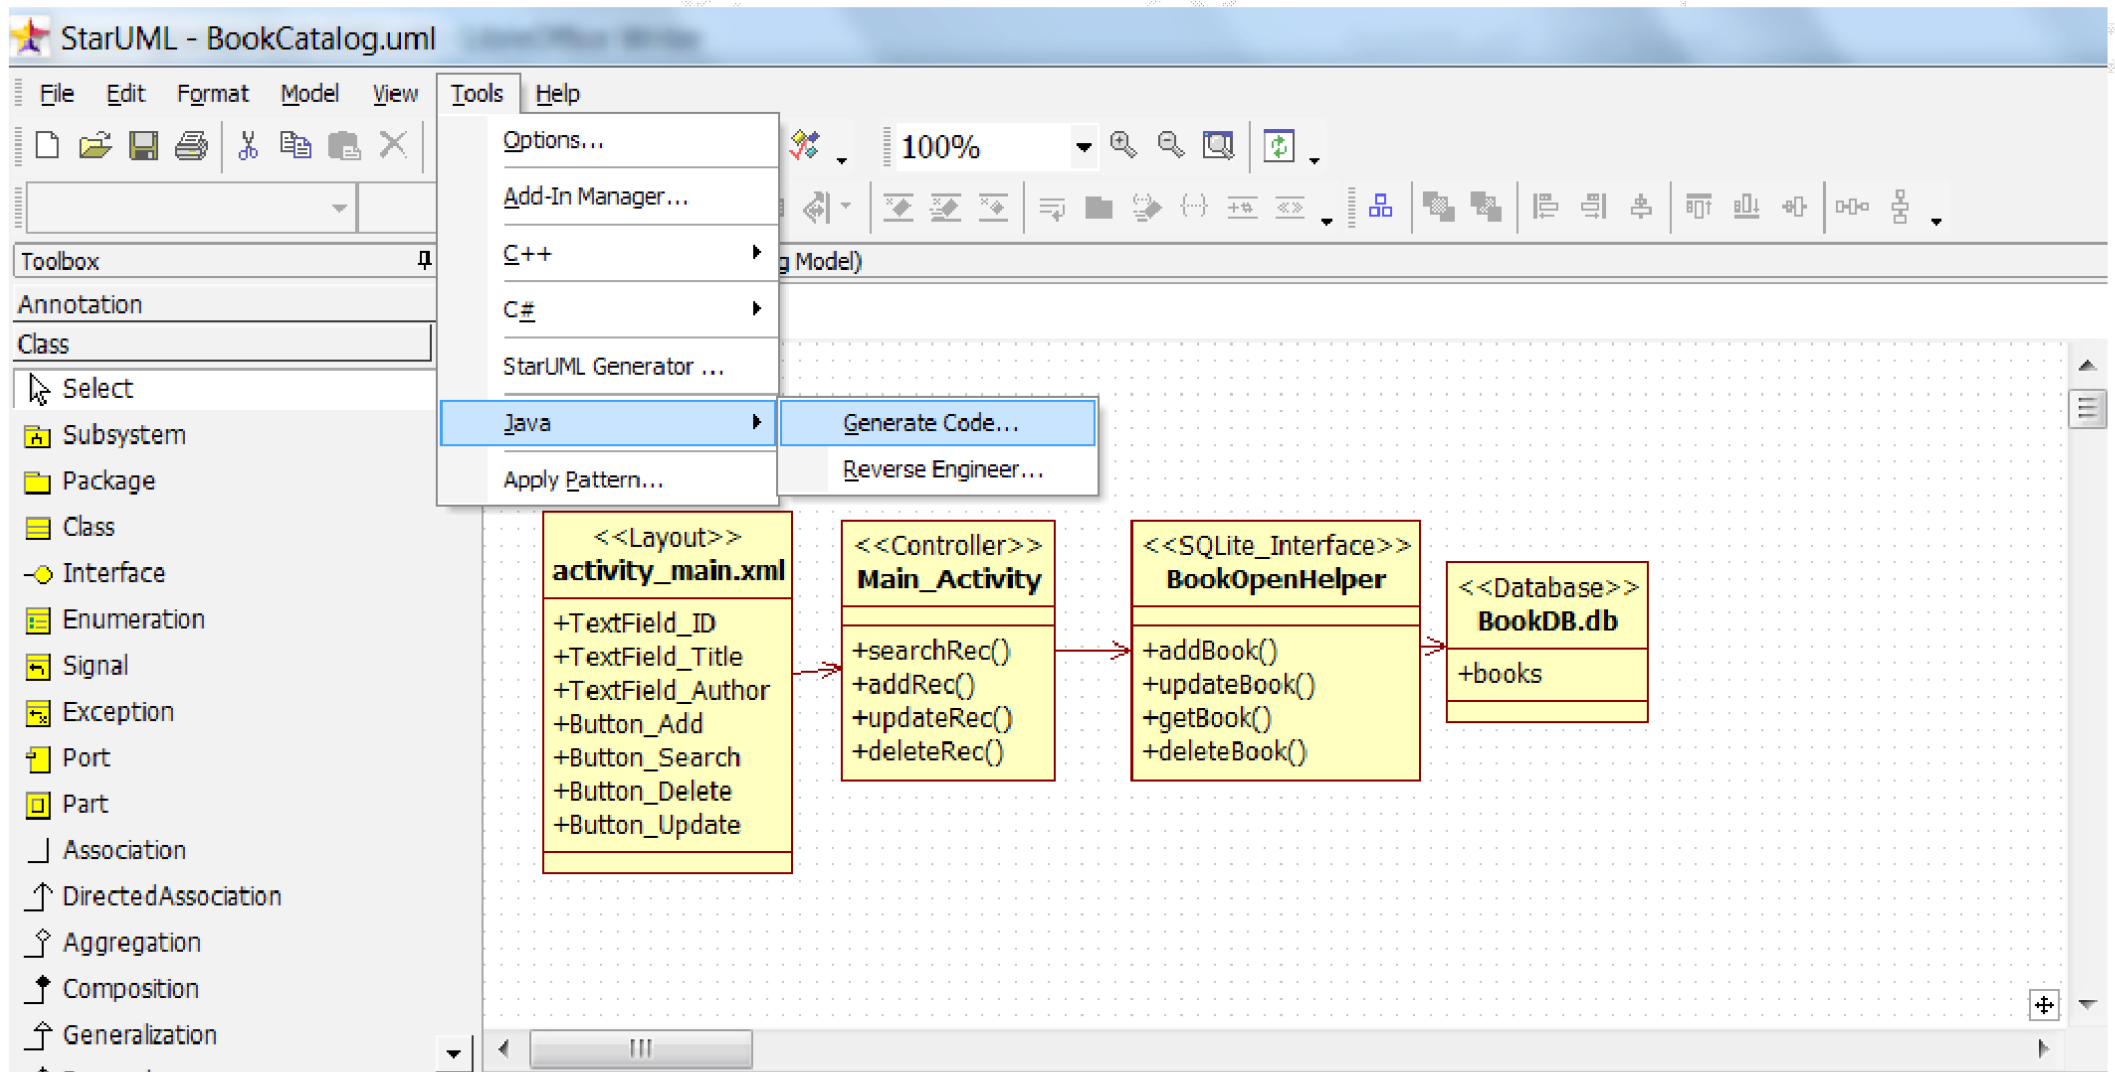 StarUML - BookCatalog.uml
File Edit Format Model View Tools Help
Options...
100%
Add-In Manager...
Toolbox
C++
g Model)
Annotation
C#
Class
StarUML Generator ...
Select
Java
Generate Code...
Subsystem
Reverse Engineer...
Package
Apply Pattern...
Class
Interface
Enumeration
Signal
Exception
Port
Part
Association
DirectedAssociation
Aggregation
Composition
Generalization
<<Layout>>
activity_main.xml
+TextField_ID
+TextField_Title
+TextField_Author
+Button_Add
+Button_Search
+Button_Delete
+Button_Update
<<Controller>>
Main_Activity
+searchRec()
+addRec()
+updateRec()
+deleteRec()
<<SQLite_Interface>>
BookOpenHelper
+addBook()
+updateBook()
+getBook()
+deleteBook()
<<Database>>
BookDB.db
+books